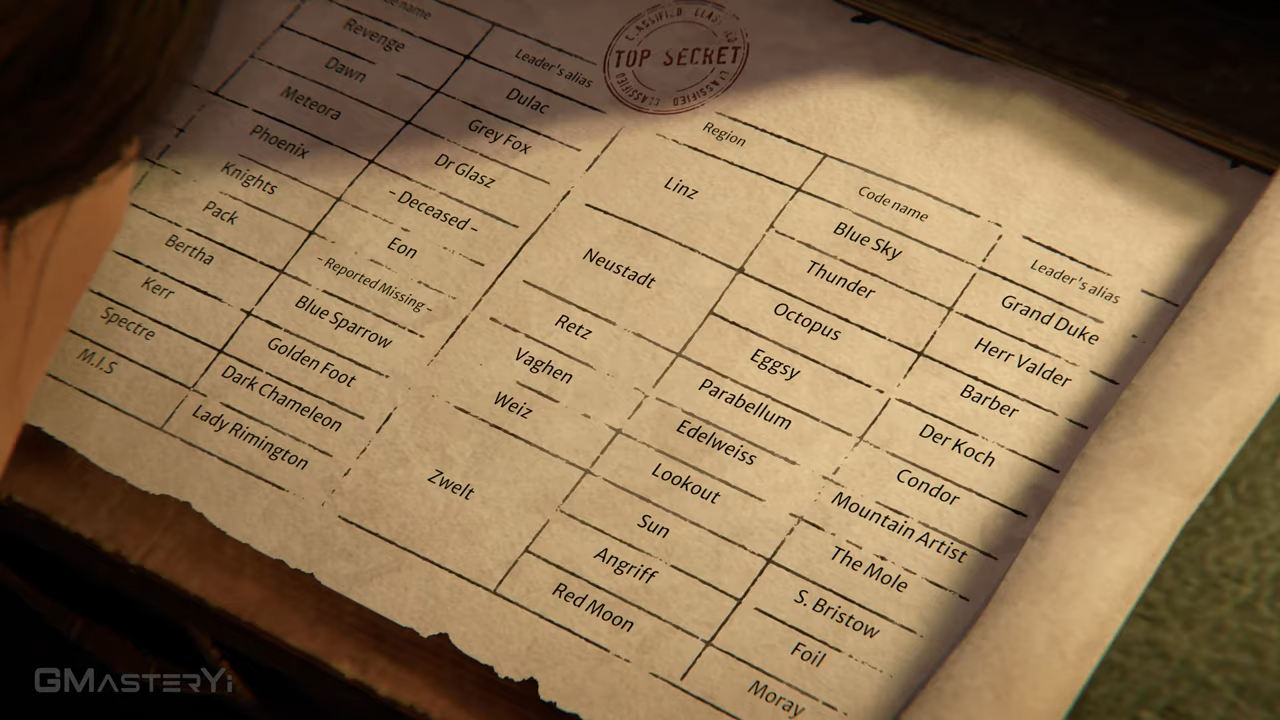 name Leader's alias
Revenge Dulac
Dawn Grey Fox
Meteora Dr Glasz
Phoenix - Deceased -
Knights Eon
Pack - Reported Missing -
Bertha Blue Sparrow
Kerr Golden Foot
Spectre Dark Chameleon
M.I.S Lady Rimington
CLASSIFIED
TOP SECRET
CLASSIFIED
Region Code name Leader's alias
Linz Blue Sky Grand Duke
Thunder Herr Valder
Neustadt Octopus Barber
Eggsy Der Koch
Retz Parabellum Condor
Vaghen Edelweiss Mountain Artist
Weiz Lookout The Mole
Zwelt Sun S. Bristow
Angriff Foil
Red Moon Moray
GMasterYi